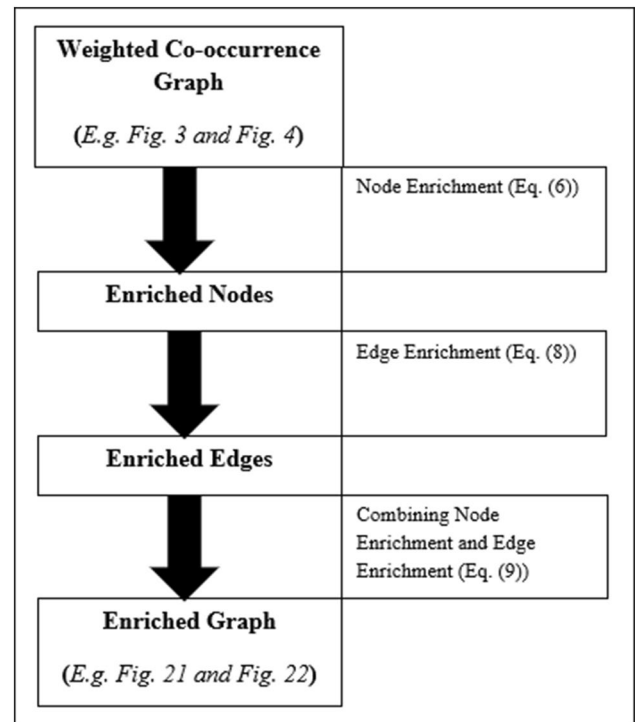 Weighted Co-occurrence
Graph
(E.g. Fig. 3 and Fig. 4)
Node Enrichment (Eq. (6))
Enriched Nodes
Edge Enrichment (Eq. (8))
Enriched Edges
Combining Node
Enrichment and Edge
Enrichment (Eq. (9))
Enriched Graph
(E.g. Fig. 21 and Fig. 22)